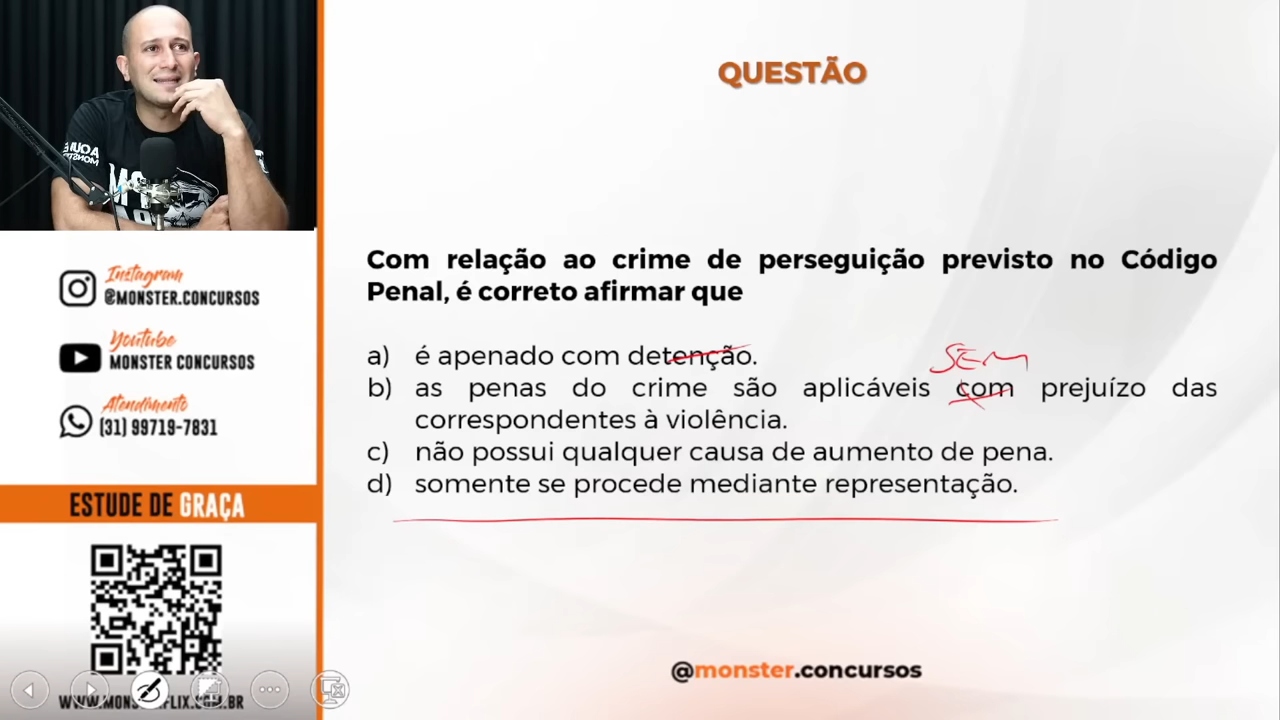 QUESTÃO
Com relação ao crime de perseguição previsto no Código
Penal, é correto afirmar que
a) é apenado com detenção.
SEM
b) as penas do crime são aplicáveis com prejuízo das
correspondentes à violência.
c) não possui qualquer causa de aumento de pena.
d) somente se procede mediante representação.
@monster.concursos
Instagram
@MONSTER.CONCURSOS
Youtube
MONSTER CONCURSOS
Atendimento
(31) 99719-7831
ESTUDE DE GRAÇA